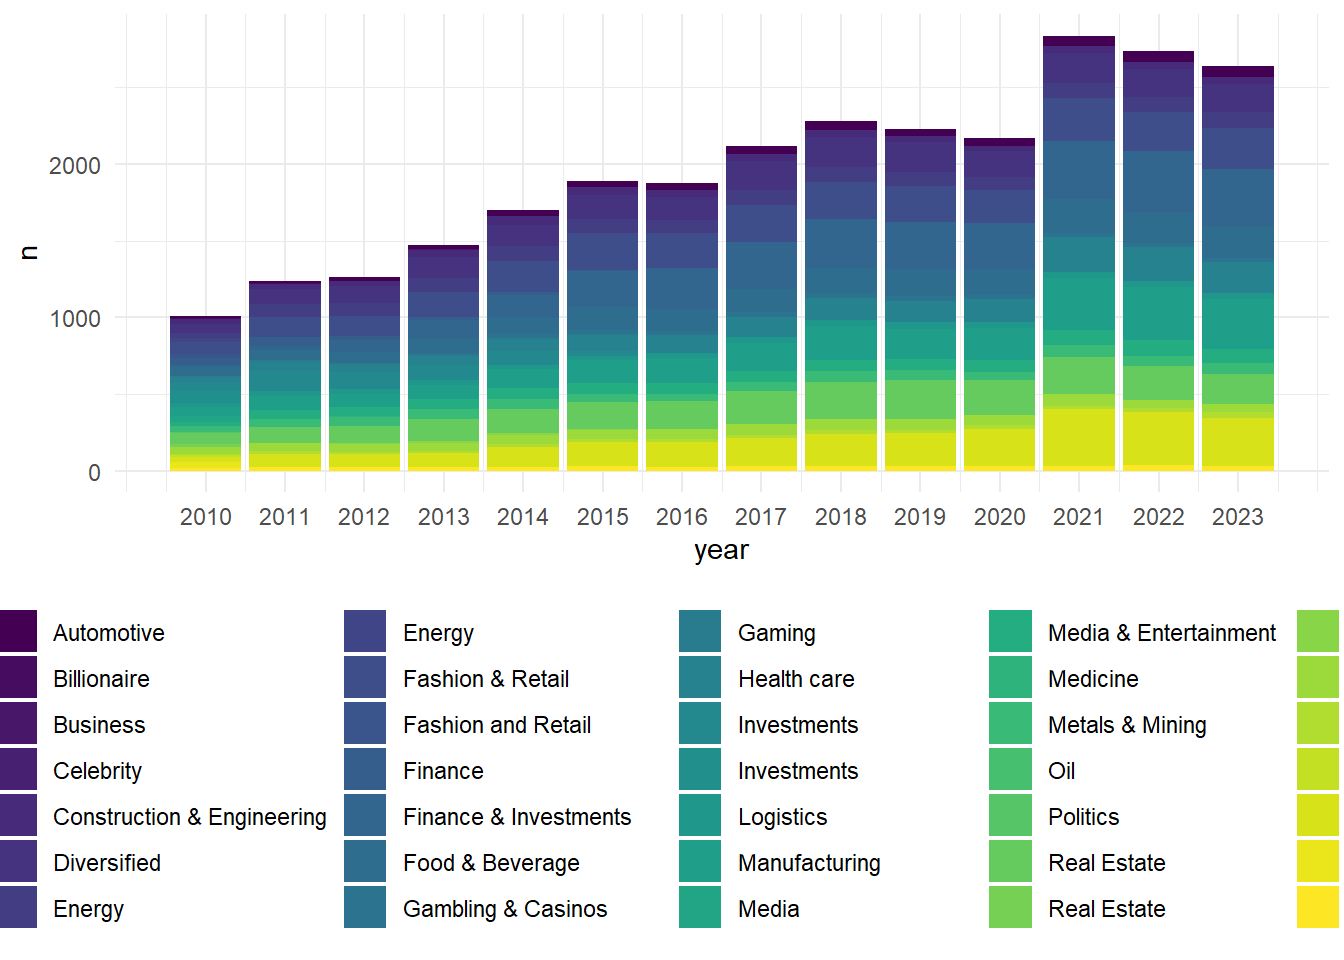 2000
1000
0
n
2010 2011 2012 2013 2014 2015 2016 2017 2018 2019 2020 2021 2022 2023
year
Automotive Energy Gaming Media & Entertainment
Billionaire Fashion & Retail Health care Medicine
Business Fashion and Retail Investments Metals & Mining
Celebrity Finance Investments Oil
Construction & Engineering Finance & Investments Logistics Politics
Diversified Food & Beverage Manufacturing Real Estate
Energy Gambling & Casinos Media Real Estate